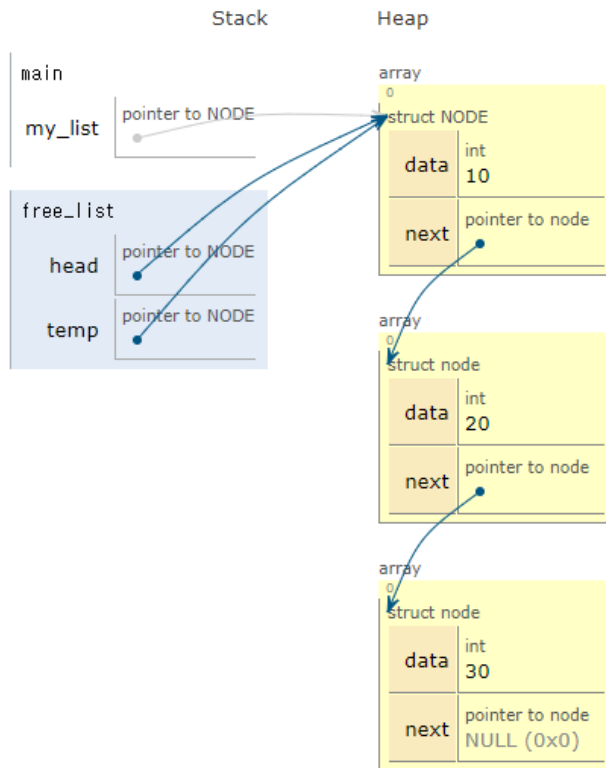 Stack Heap
main
my_list pointer to NODE
free_list
head pointer to NODE
temp pointer to NODE
array
0
struct NODE
data int
10
next pointer to node
array
0
struct node
data int
20
next pointer to node
array
0
struct node
data int
30
next pointer to node
NULL (0x0)